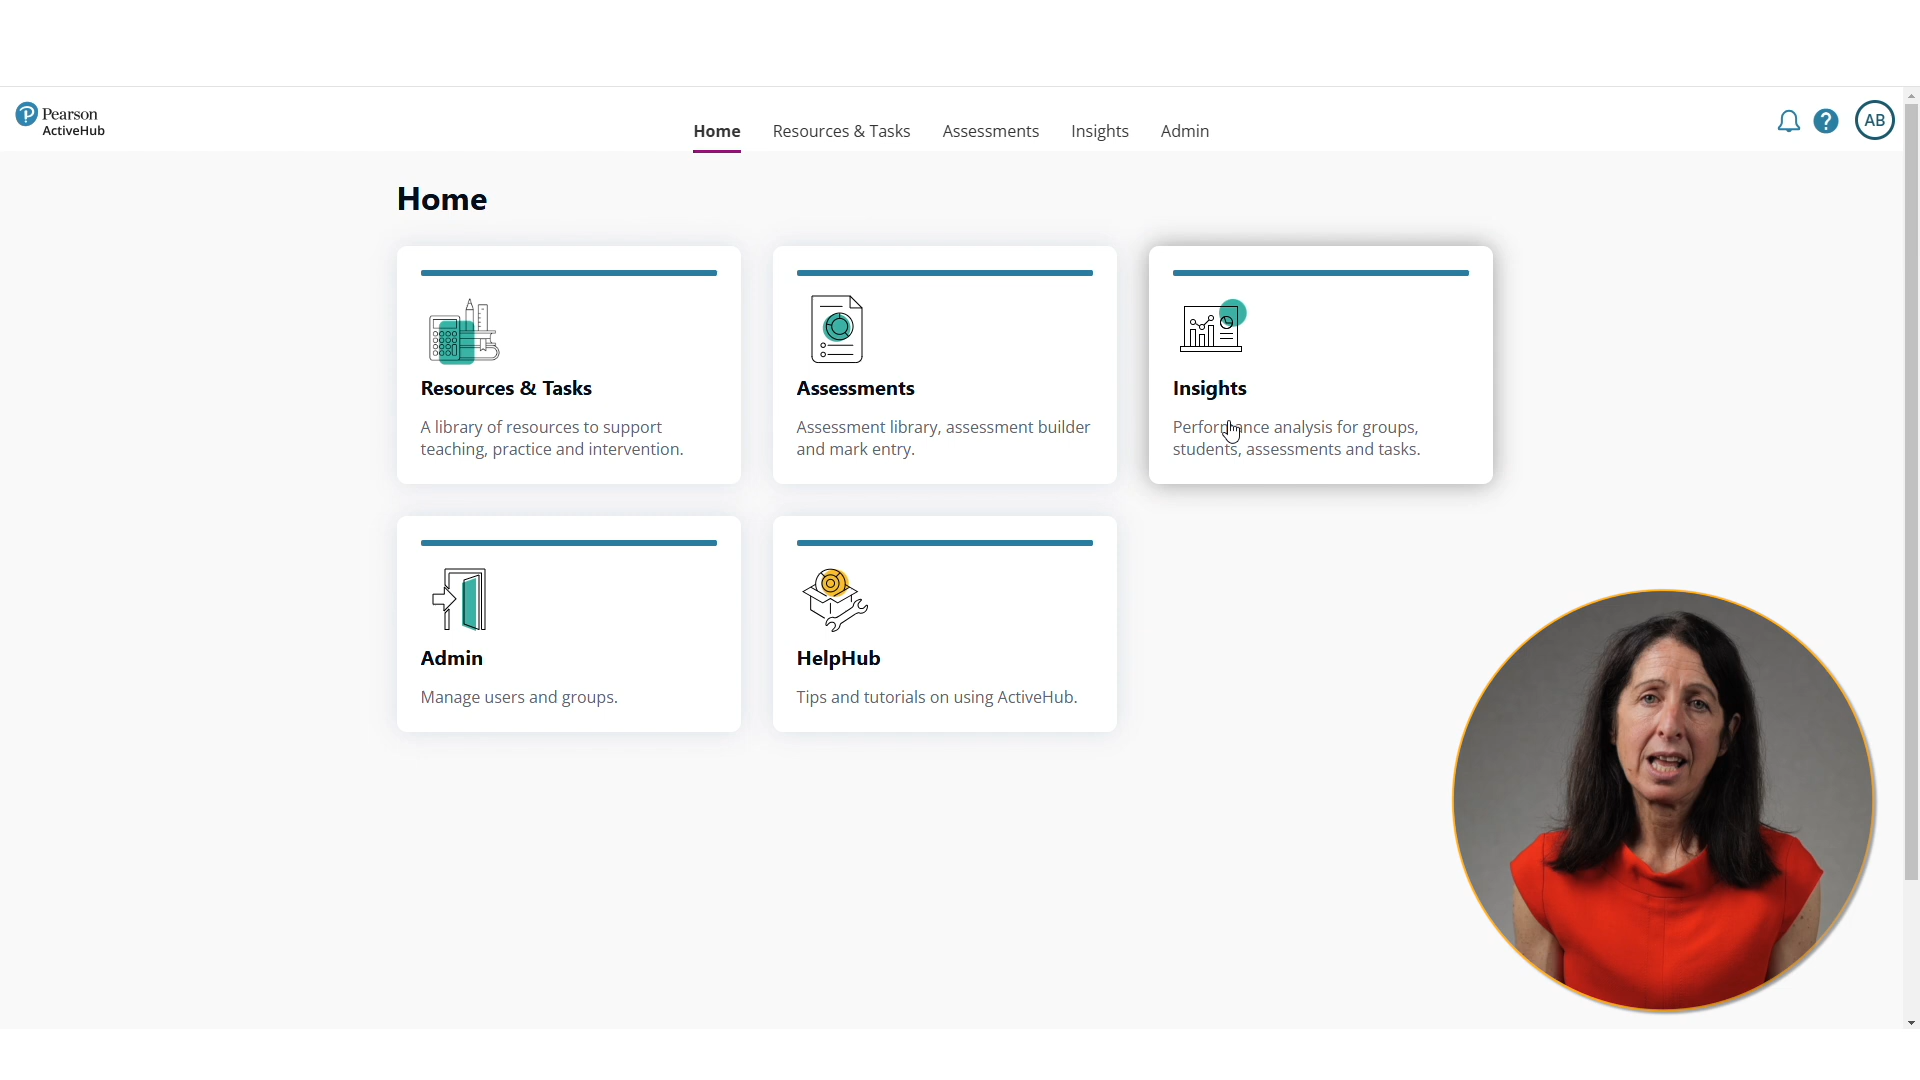 Pearson
ActiveHub
Home
Resources & Tasks
Assessments
Insights
Admin
?
AB
Home
Resources & Tasks
A library of resources to support
teaching, practice and intervention.
Assessments
Assessment library, assessment builder
and mark entry.
Insights
Performance analysis for groups,
students, assessments and tasks.
Admin
Manage users and groups.
HelpHub
Tips and tutorials on using ActiveHub.